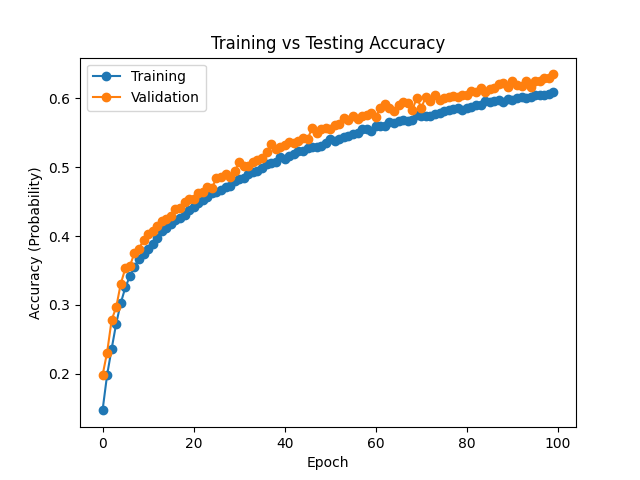 Training vs Testing Accuracy
Training
Validation
0.6
0.5
0.4
0.3
0.2
Accuracy (Probability)
0 20 40 60 80 100
Epoch